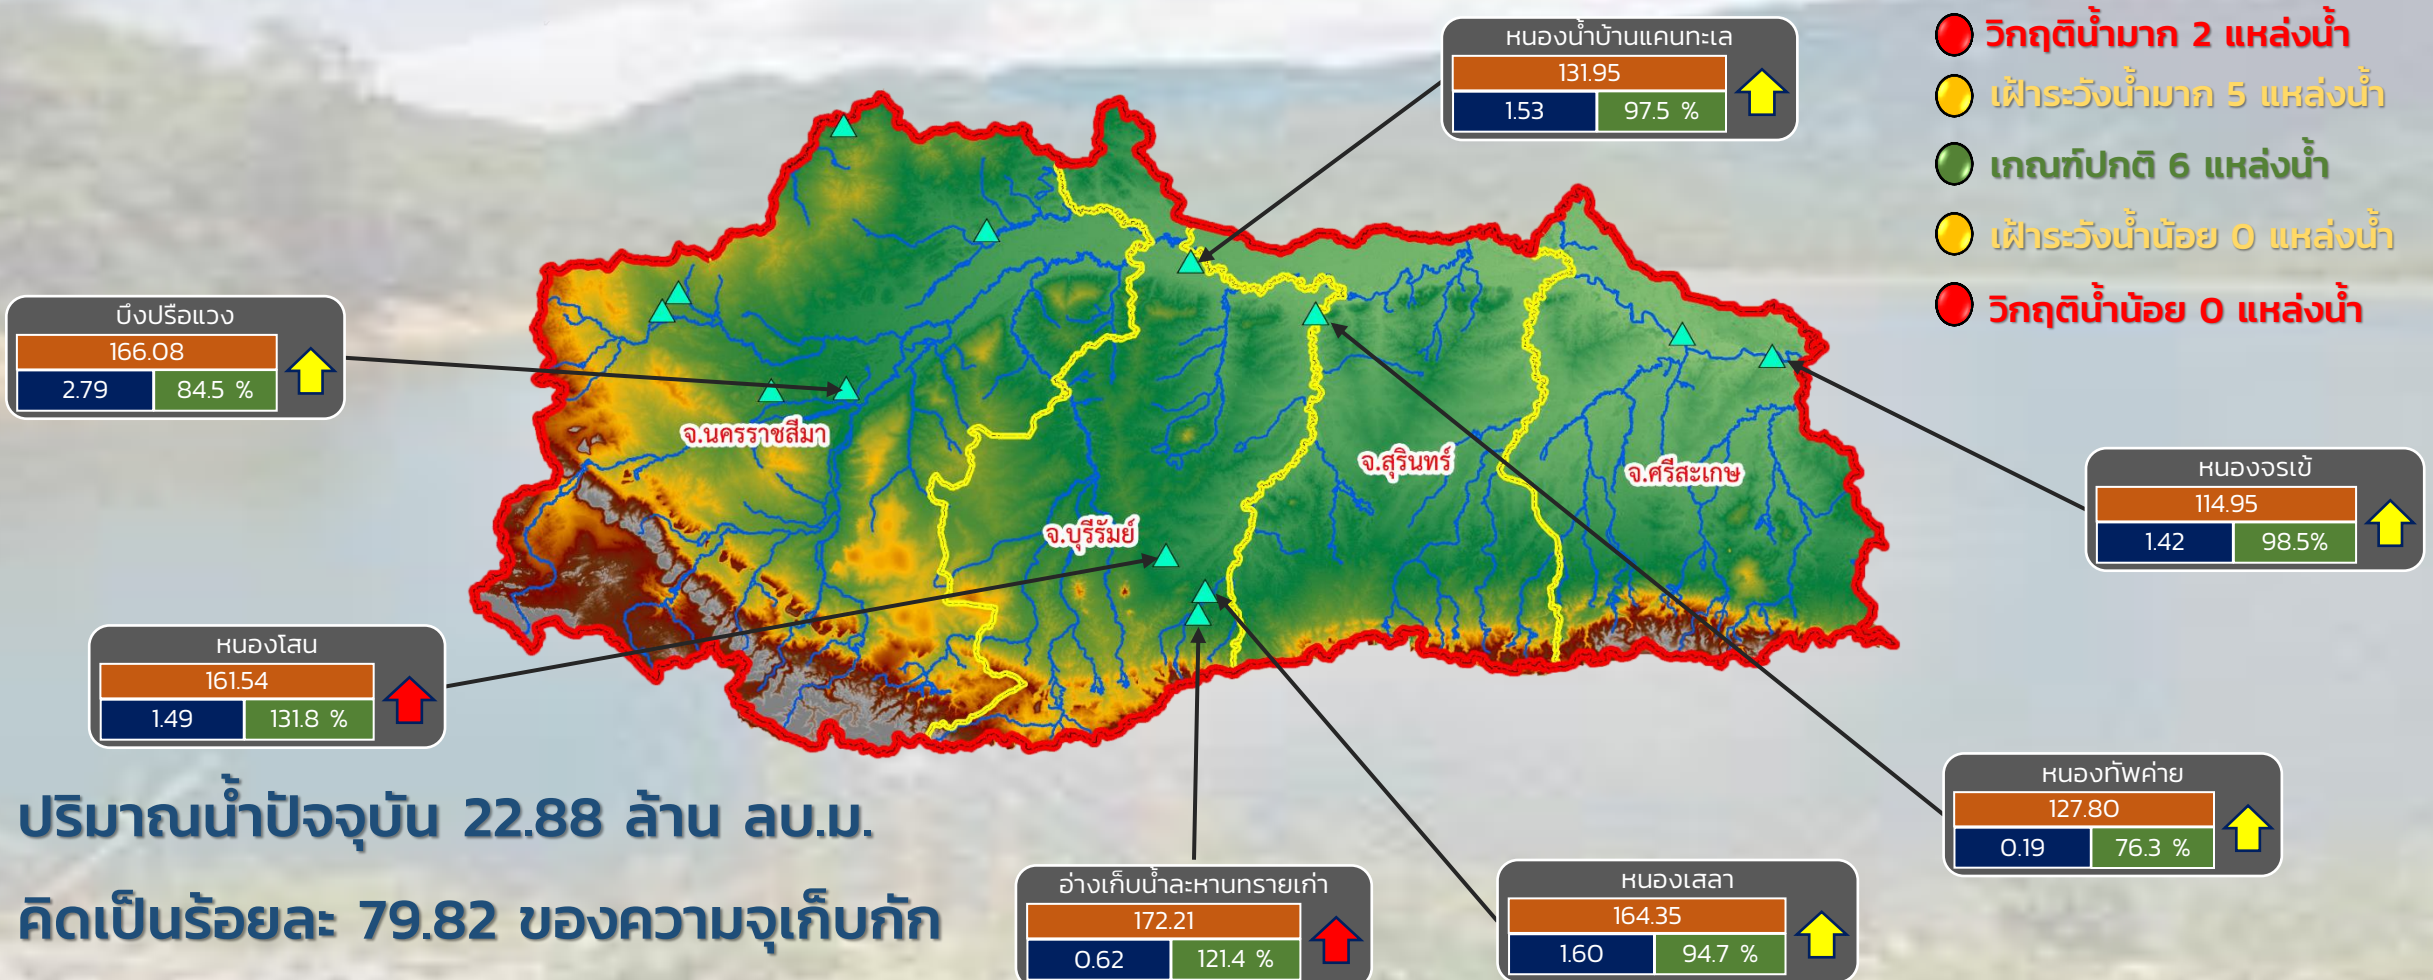 หนองน้ำบ้านแคนทะเล
131.95
1.53 97.5 %
วิกฤติน้ำมาก 2 แหล่งน้ำ
เฝ้าระวังน้ำมาก 5 แหล่งน้ำ
เกณฑ์ปกติ 6 แหล่งน้ำ
เฝ้าระวังน้ำน้อย 0 แหล่งน้ำ
วิกฤติน้ำน้อย 0 แหล่งน้ำ
บึงปรือแวง
166.08
2.79 84.5 %
จ.นครราชสีมา
จ.สุรินทร์
จ.ศรีสะเกษ
จ.บุรีรัมย์
หนองจรเข้
114.95
1.42 98.5%
หนองโสน
161.54
1.49 131.8 %
หนองทัพค่าย
127.80
0.19 76.3 %
ปริมาณน้ำปัจจุบัน 22.88 ล้าน ลบ.ม.
คิดเป็นร้อยละ 79.82 ของความจุเก็บกัก
อ่างเก็บน้ำละหานทรายเก่า
172.21
0.62 121.4 %
หนองเสลา
164.35
1.60 94.7 %